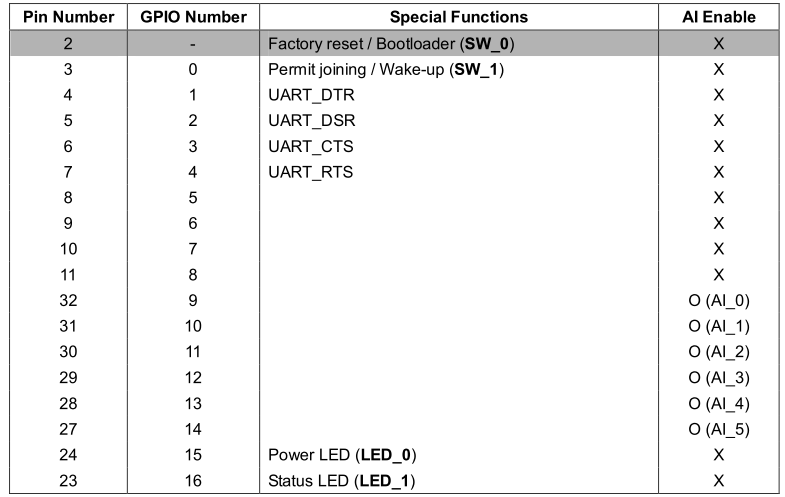 Pin Number GPIO Number Special Functions AI Enable
2 - Factory reset / Bootloader (SW_0) X
3 0 Permit joining / Wake-up (SW_1) X
4 1 UART_DTR X
5 2 UART_DSR X
6 3 UART_CTS X
7 4 UART_RTS X
8 5 X
9 6 X
10 7 X
11 8 X
32 9 O (AI_0)
31 10 O (AI_1)
30 11 O (AI_2)
29 12 O (AI_3)
28 13 O (AI_4)
27 14 O (AI_5)
24 15 Power LED (LED_0) X
23 16 Status LED (LED_1) X